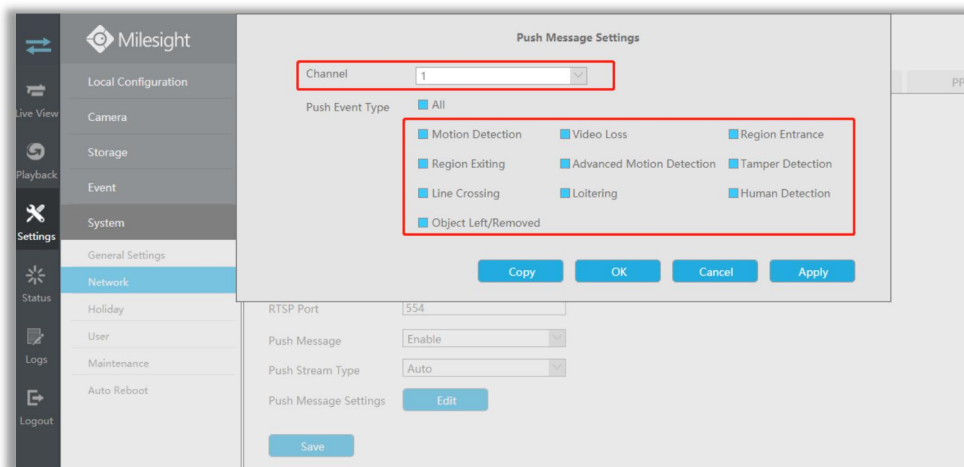 Milesight
Live View
Playback
Settings
Status
Logs
Logout
Local Configuration
Camera
Storage
Event
System
General Settings
Network
Holiday
User
Maintenance
Auto Reboot
Push Message Settings
Channel 1
Push Event Type All
Motion Detection Video Loss Region Entrance
Region Exiting Advanced Motion Detection Tamper Detection
Line Crossing Loitering Human Detection
Object Left/Removed
Copy OK Cancel Apply
PP
RTSP Port 554
Push Message Enable
Push Stream Type Auto
Push Message Settings Edit
Save